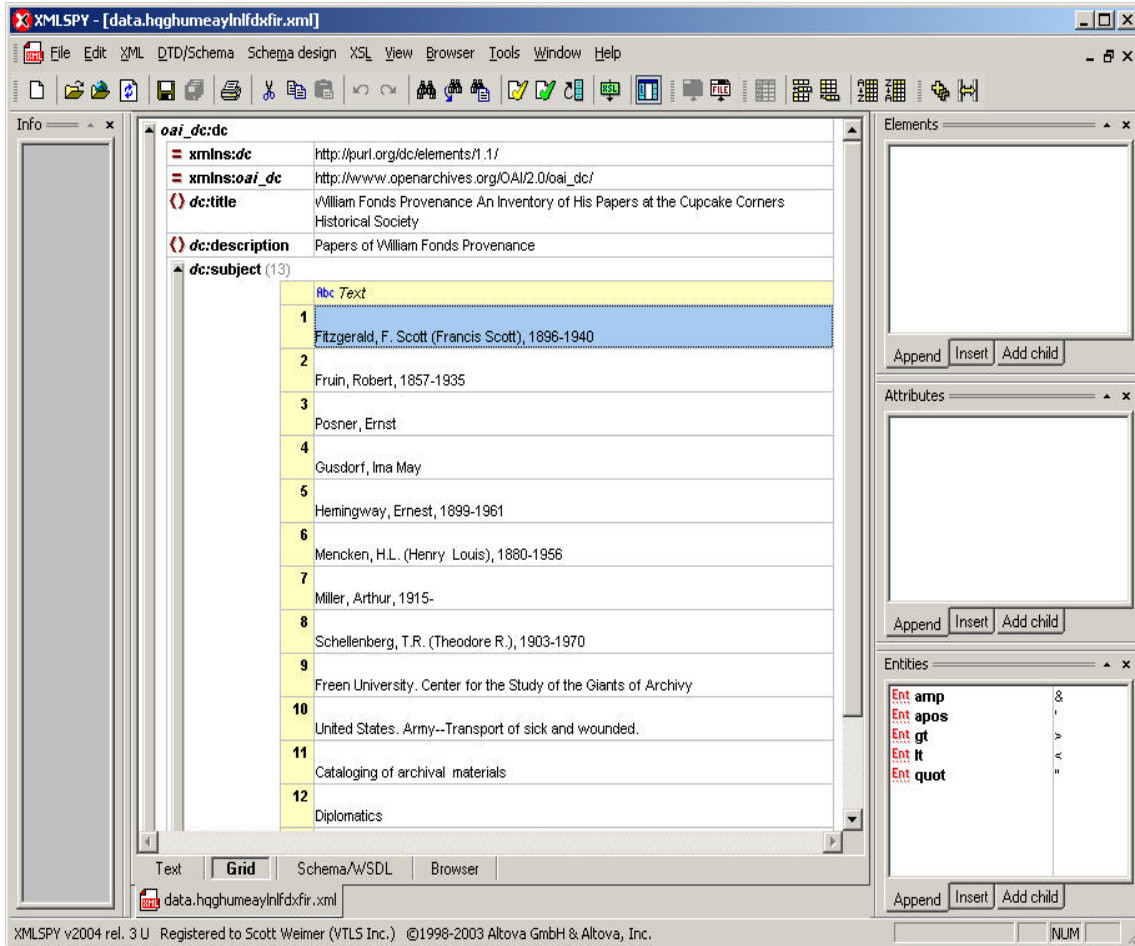 XMLSPY - [data.hqghumeaylnlfdxfir.xml]
File Edit XML DTD/Schema Schema design XSL View Browser Tools Window Help
Info
oai_dc:dc
= xmlns:dc http://purl.org/dc/elements/1.1/
= xmlns:oai_dc http://www.openarchives.org/OAI/2.0/oai_dc/
() dc:title William Fonds Provenance An Inventory of His Papers at the Cupcake Corners
Historical Society
() dc:description Papers of William Fonds Provenance
dc:subject (13)
Abc Text
1 Fitzgerald, F. Scott (Francis Scott), 1896-1940
2 Fruin, Robert, 1857-1935
3 Posner, Ernst
4 Gusdorf, Ima May
5 Hemingway, Ernest, 1899-1961
6 Mencken, H.L. (Henry Louis), 1880-1956
7 Miller, Arthur, 1915-
8 Schellenberg, T.R. (Theodore R.), 1903-1970
9 Freen University. Center for the Study of the Giants of Archivy
10 United States. Army--Transport of sick and wounded.
11 Cataloging of archival materials
12 Diplomatics
Text Grid Schema/WSDL Browser
data.hqghumeaylnlfdxfir.xml
Elements
Append Insert Add child
Attributes
Append Insert Add child
Entities
Ent amp &
Ent apos '
Ent gt >
Ent lt <
Ent quot "
Append Insert Add child
XMLSPY v2004 rel. 3 U Registered to Scott Weimer (VTLS Inc.) ©1998-2003 Altova GmbH & Altova, Inc. NUM